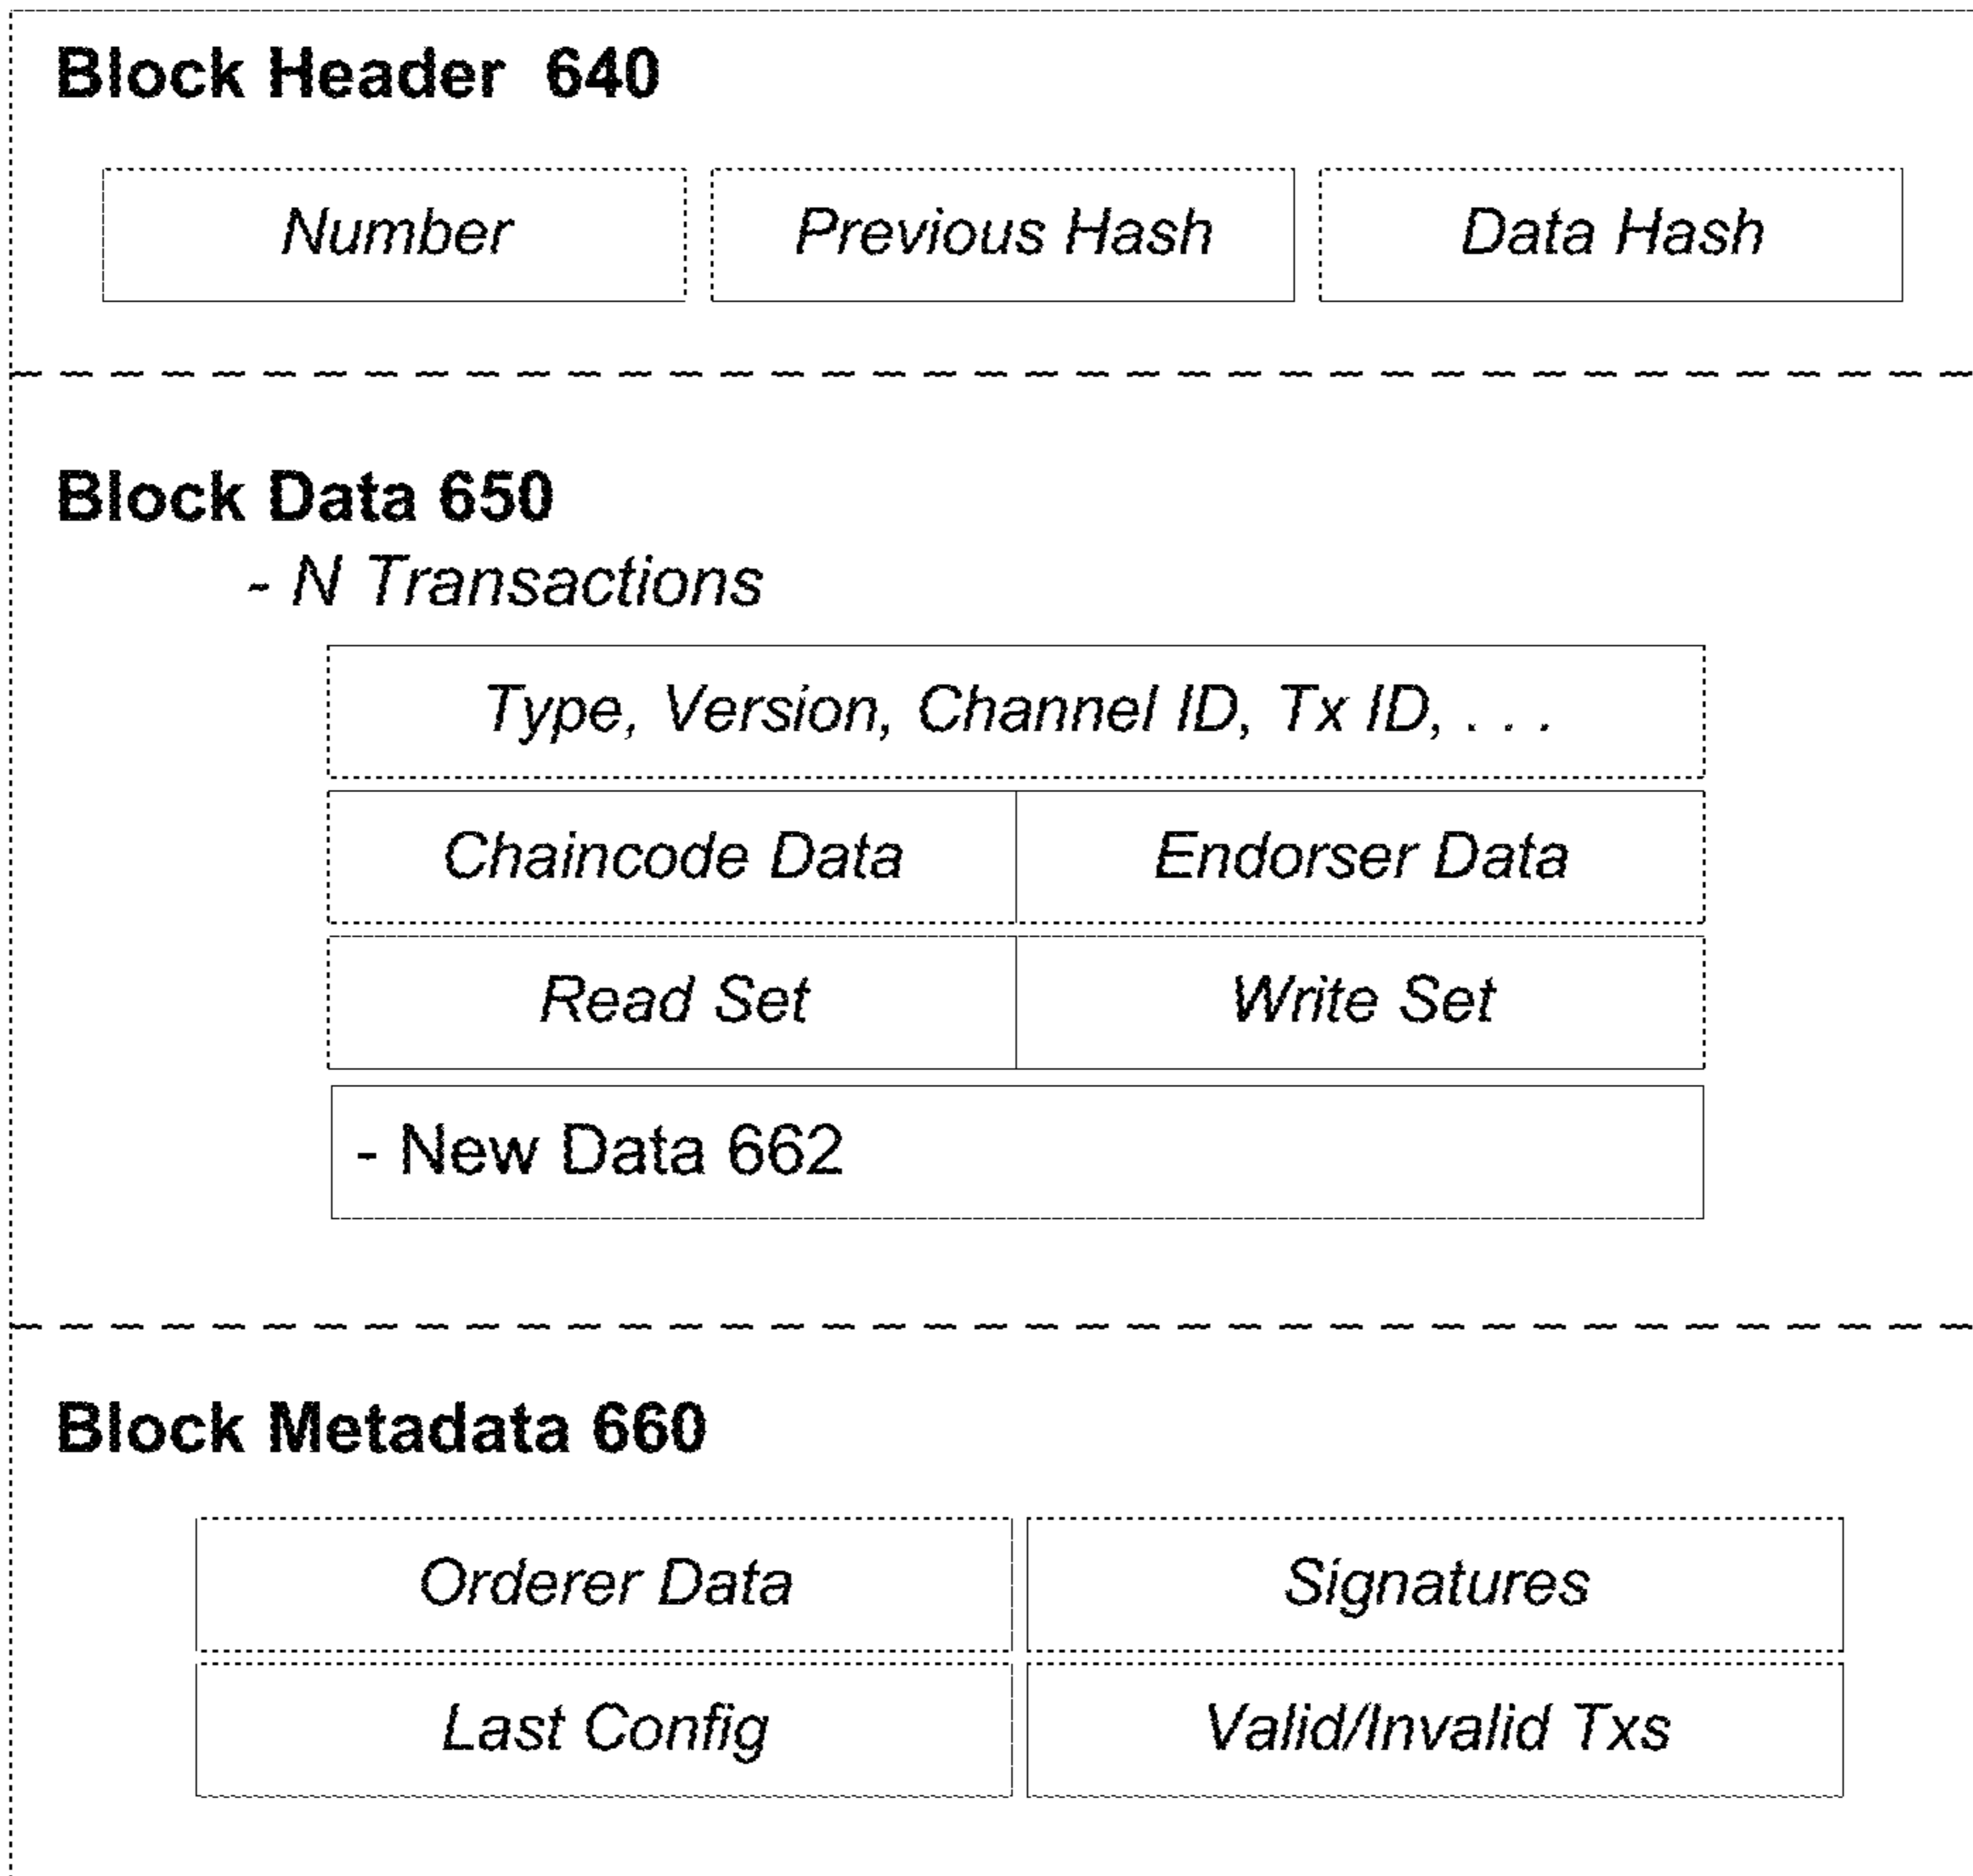 Block Header 640
Number Previous Hash Data Hash
Block Data 650
- N Transactions
Type, Version, Channel ID, Tx ID, . . .
Chaincode Data Endorser Data
Read Set Write Set
- New Data 662
Block Metadata 660
Orderer Data Signatures
Last Config Valid/Invalid Txs